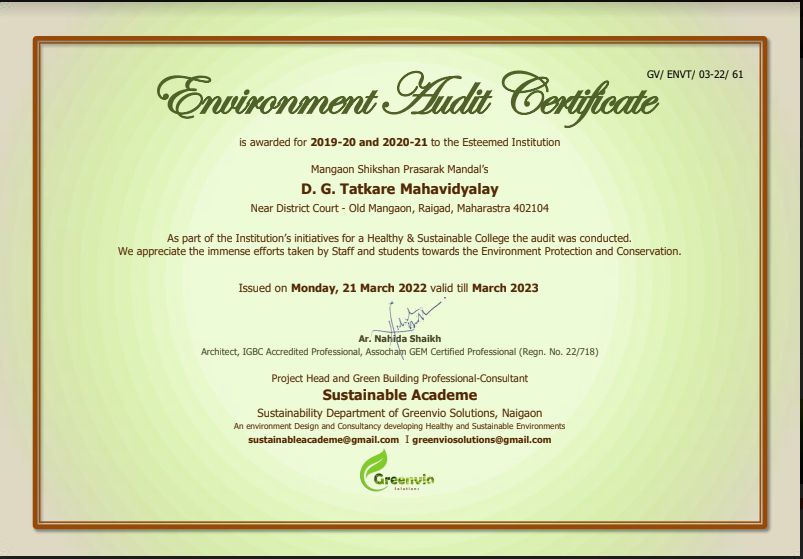 GV/ ENVT/ 03-22/ 61
Environment Audit Certificate
is awarded for 2019-20 and 2020-21 to the Esteemed Institution
Mangaon Shikshan Prasarak Mandal's
D. G. Tatkare Mahavidyalay
Near District Court - Old Mangaon, Raigad, Maharastra 402104
As part of the Institution's initiatives for a Healthy & Sustainable College the audit was conducted.
We appreciate the immense efforts taken by Staff and students towards the Environment Protection and Conservation.
Issued on Monday, 21 March 2022 valid till March 2023
Ar. Nahida Shaikh
Architect, IGBC Accredited Professional, Assocham GEM Certified Professional (Regn. No. 22/718)
Project Head and Green Building Professional-Consultant
Sustainable Academe
Sustainability Department of Greenvio Solutions, Naigaon
An environment Design and Consultancy developing Healthy and Sustainable Environments
sustainableacademe@gmail.com I greenviosolutions@gmail.com
Greenvio
Solutions